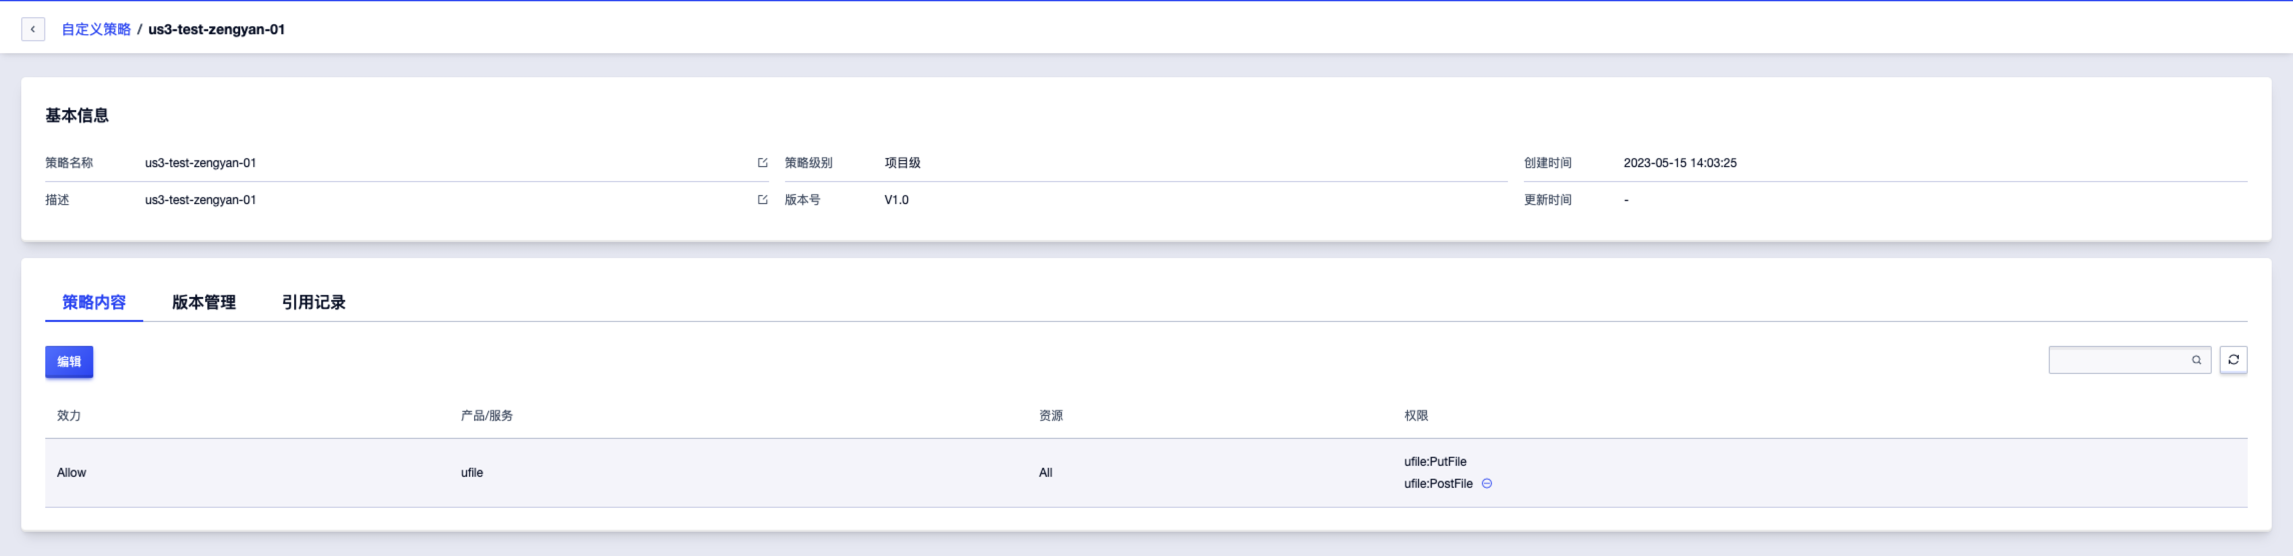 自定义策略 / us3-test-zengyan-01
基本信息
策略名称 us3-test-zengyan-01 策略级别 项目级 创建时间 2023-05-15 14:03:25
描述 us3-test-zengyan-01 版本号 V1.0 更新时间 -
策略内容 版本管理 引用记录
编辑
效力 产品/服务 资源 权限
Allow ufile All ufile:PutFile
ufile:PostFile